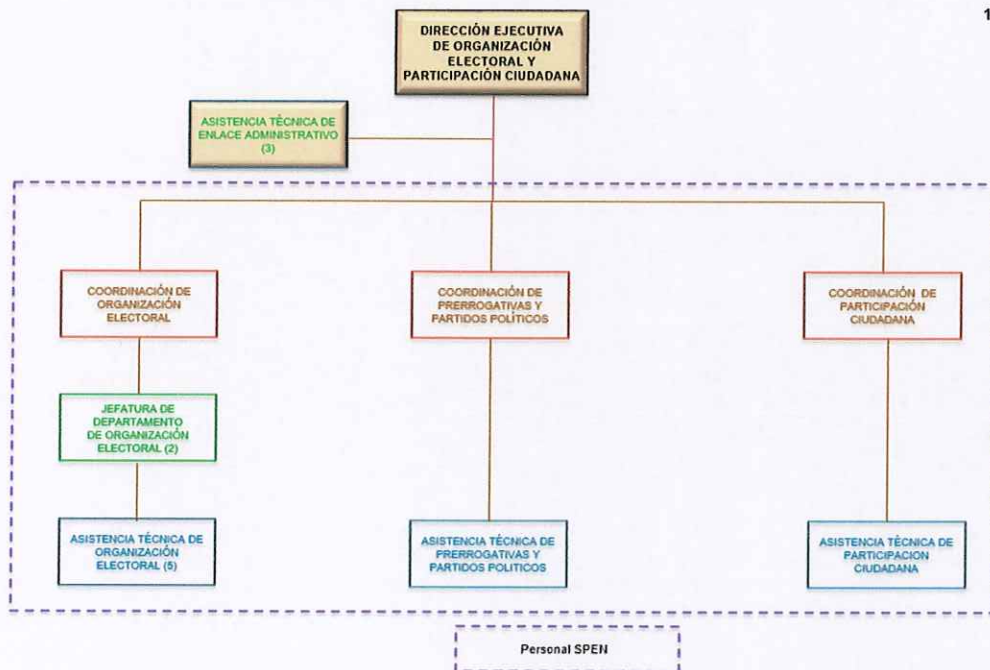 1
DIRECCIÓN EJECUTIVA
DE ORGANIZACIÓN
ELECTORAL Y
PARTICIPACIÓN CIUDADANA
ASISTENCIA TÉCNICA DE
ENLACE ADMINISTRATIVO
(3)
COORDINACIÓN DE
ORGANIZACIÓN
ELECTORAL
COORDINACIÓN DE
PRERROGATIVAS Y
PARTIDOS POLÍTICOS
COORDINACIÓN DE
PARTICIPACIÓN
CIUDADANA
JEFATURA DE
DEPARTAMENTO
DE ORGANIZACIÓN
ELECTORAL (2)
ASISTENCIA TÉCNICA DE
ORGANIZACIÓN
ELECTORAL (5)
ASISTENCIA TÉCNICA DE
PRERROGATIVAS Y
PARTIDOS POLITICOS
ASISTENCIA TÉCNICA DE
PARTICIPACION
CIUDADANA
Personal SPEN